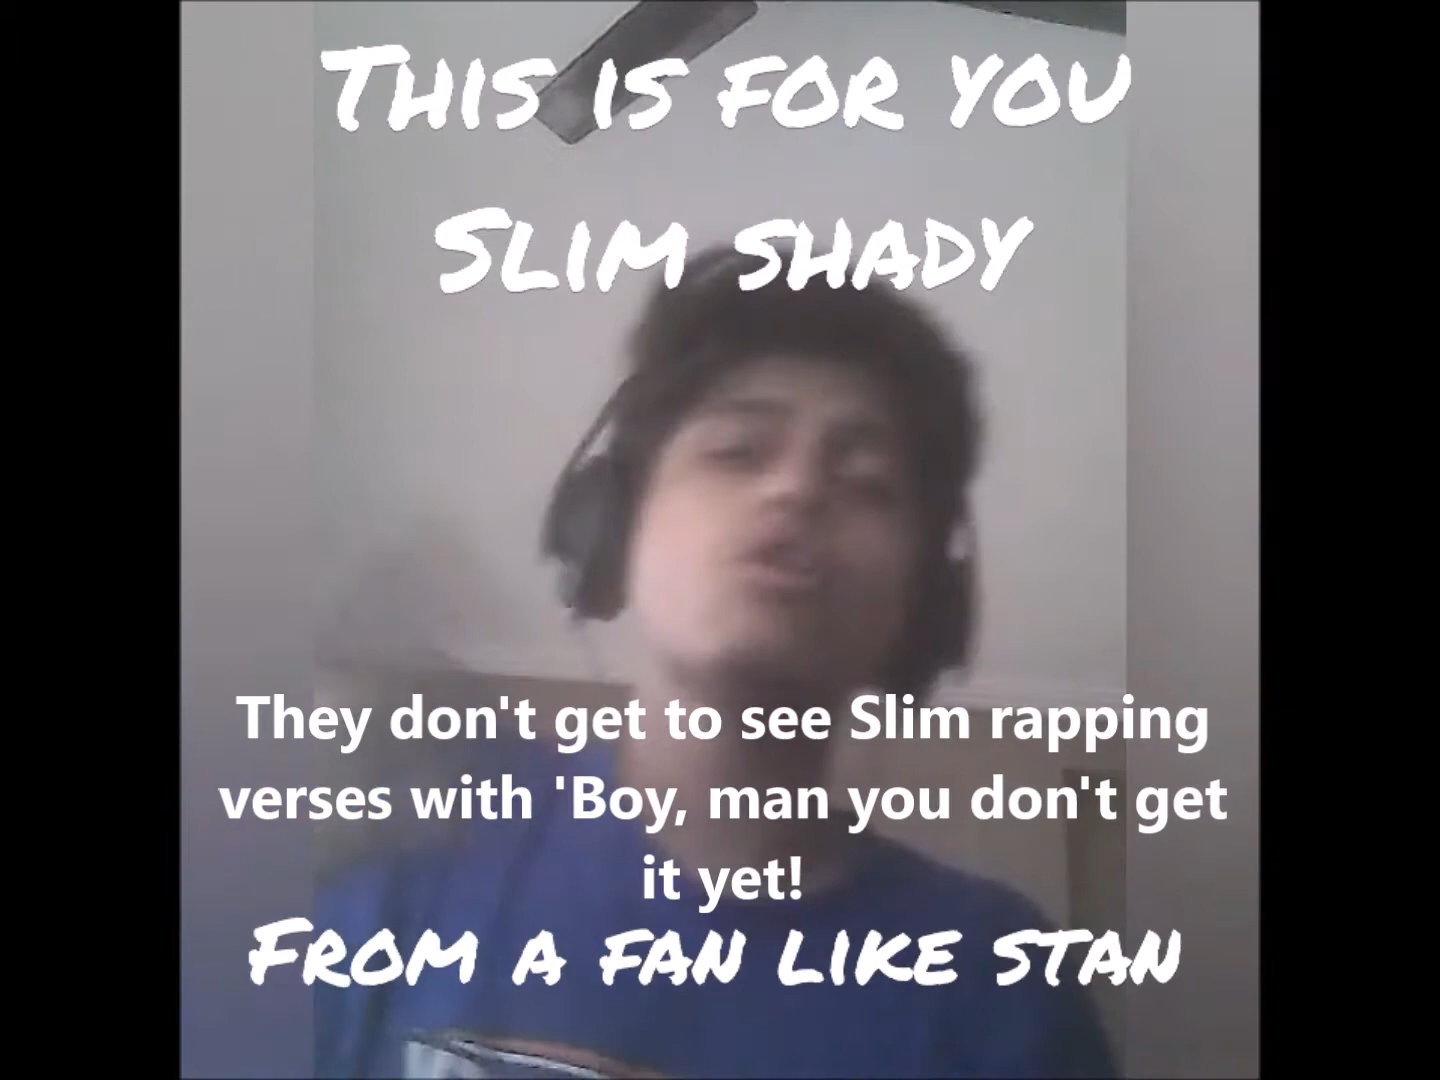 This is for you
Slim shady
They don't get to see Slim rapping
verses with 'Boy, man you don't get
it yet!
From a fan like stan